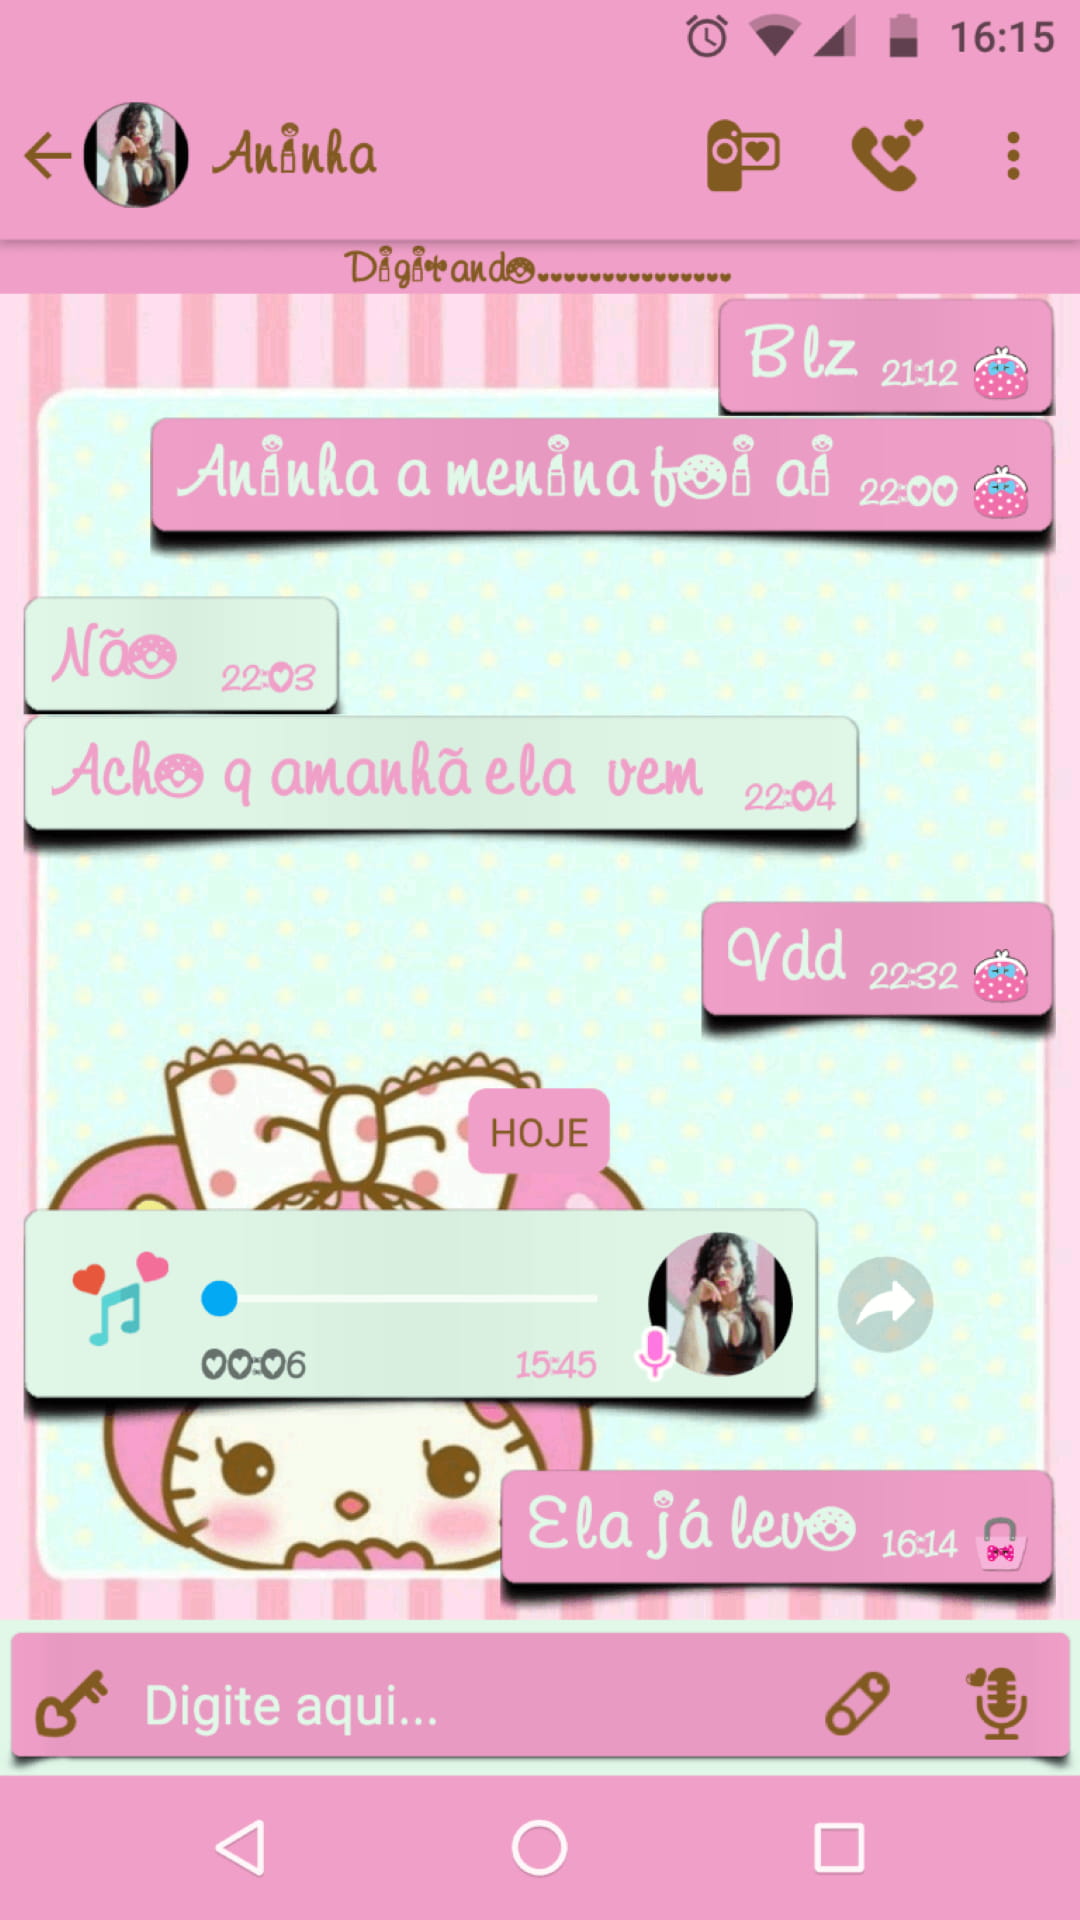 16:15
Aninha
Digitando...............
Blz 21:12
Aninha a menina foi ai 22:00
Não 22:03
Acho q amanhã ela vem 22:04
Vdd 22:32
HOJE
00:06 15:45
Ela já levo 16:14
Digite aqui...